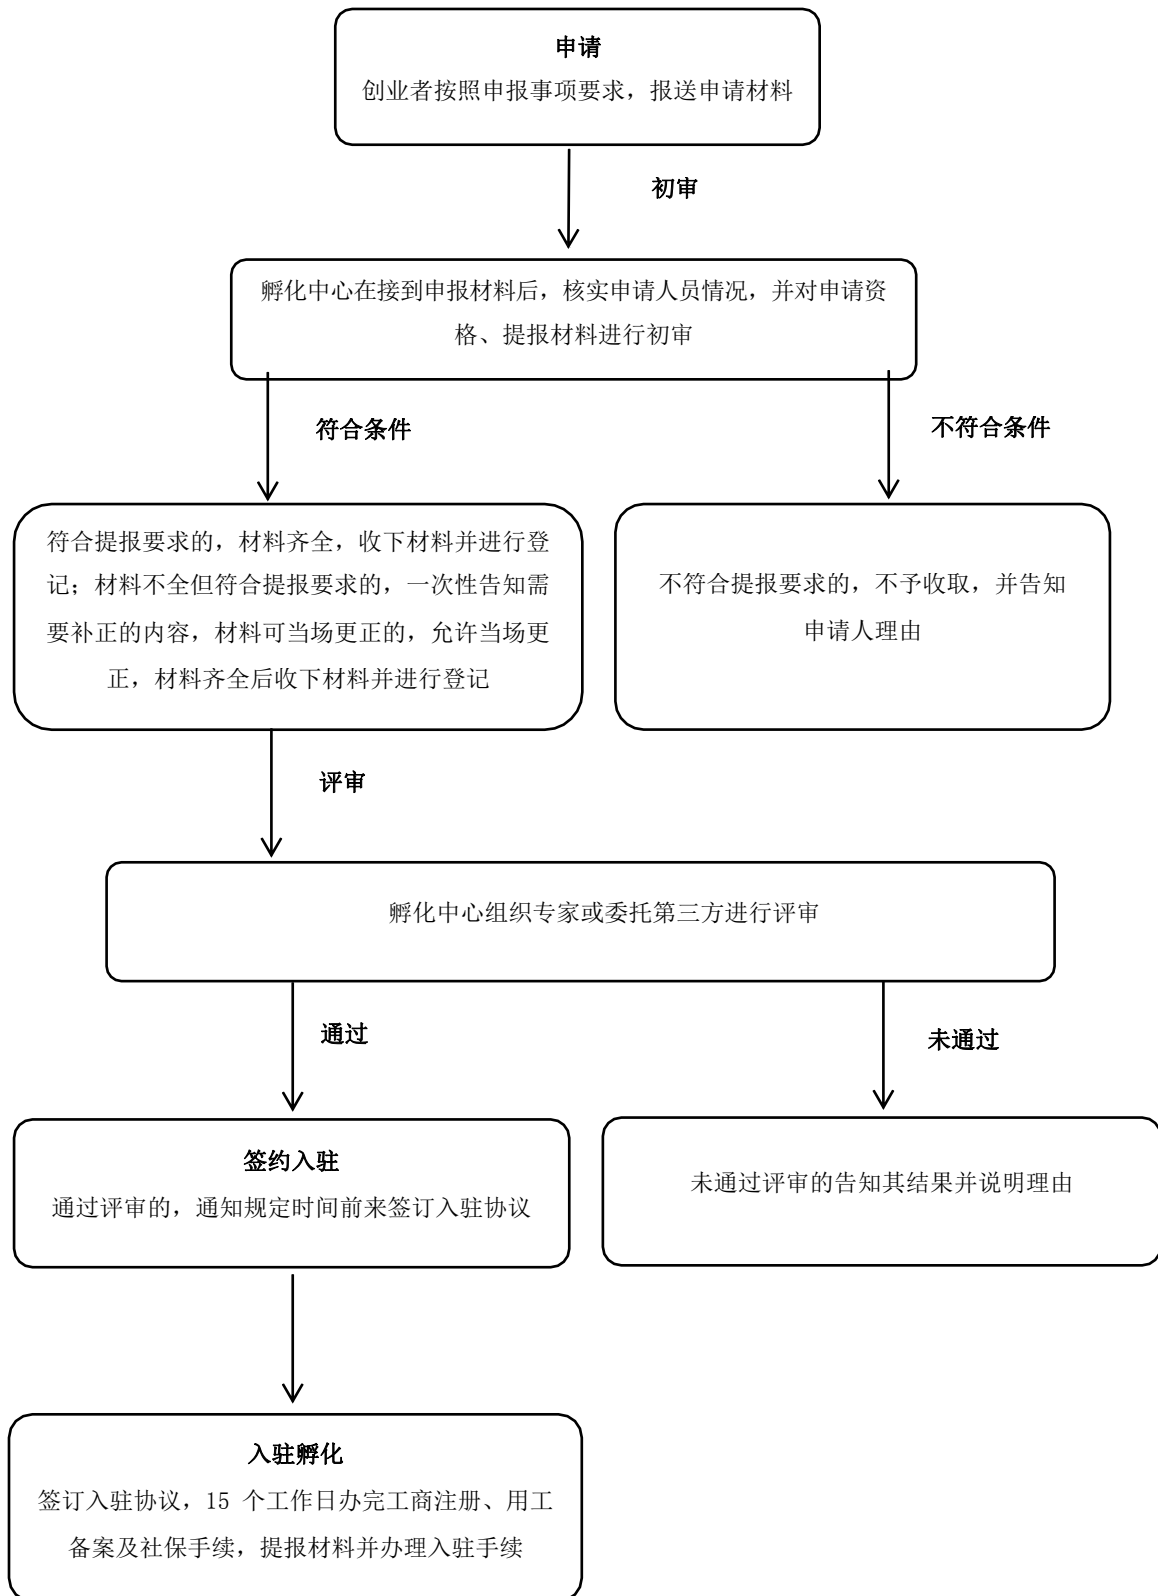 申请
创业者按照申报事项要求，报送申请材料
初审
孵化中心在接到申报材料后，核实申请人员情况，并对申请资
格、提报材料进行初审
符合条件
不符合条件
符合提报要求的，材料齐全，收下材料并进行登
记；材料不全但符合提报要求的，一次性告知需
要补正的内容，材料可当场更正的，允许当场更
正，材料齐全后收下材料并进行登记
不符合提报要求的，不予收取，并告知
申请人理由
评审
孵化中心组织专家或委托第三方进行评审
通过
未通过
签约入驻
通过评审的，通知规定时间前来签订入驻协议
未通过评审的告知其结果并说明理由
入驻孵化
签订入驻协议，15 个工作日办完工商注册、用工
备案及社保手续，提报材料并办理入驻手续